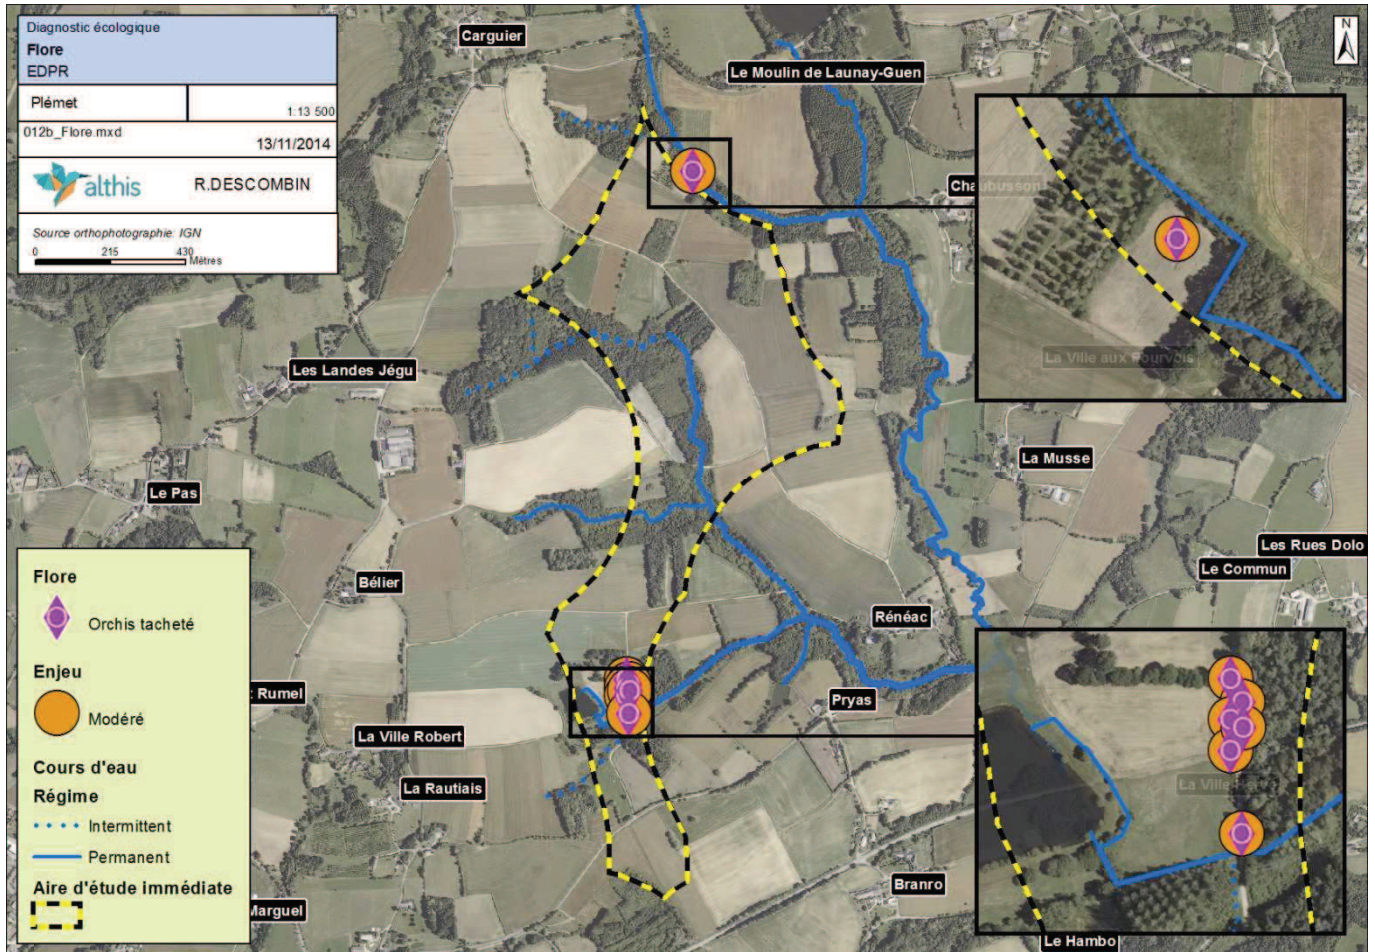 Diagnostic écologique
Flore
EDPR
Plémet
1:13 500
012b_Flore.mxd
13/11/2014
althis
R.DESCOMBIN
Source orthophotographie: IGN
0 215 430
Mètres
N
Carguier
Le Moulin de Launay-Guen
Chaubusson
La Ville aux Pourvois
Les Landes Jégu
La Musse
Le Pas
Les Rues Dolo
Le Commun
Bélier
Rénéac
Rumel
Pryas
La Ville Robert
La Rautiais
La Ville
Branro
Marguel
Le Hambo
Flore
Orchis tacheté
Enjeu
Modéré
Cours d'eau
Régime
Intermittent
Permanent
Aire d'étude immédiate